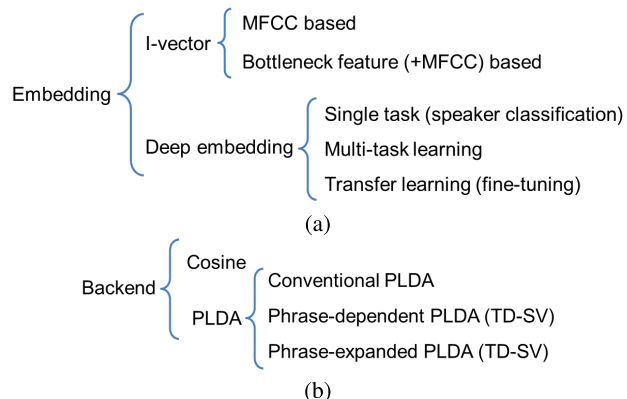 MFCC based
I-vector
Bottleneck feature (+MFCC) based
Embedding
Single task (speaker classification)
Deep embedding
Multi-task learning
Transfer learning (fine-tuning)
(a)
Cosine
Backend
Conventional PLDA
PLDA
Phrase-dependent PLDA (TD-SV)
Phrase-expanded PLDA (TD-SV)
(b)